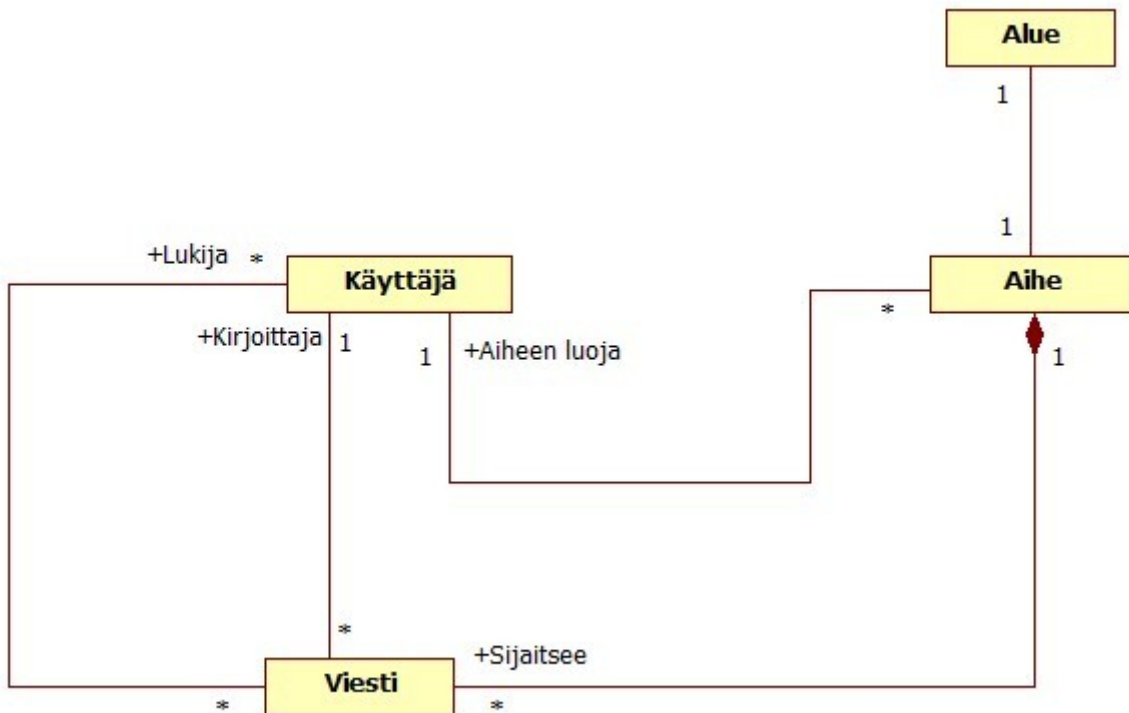 Alue
1
1
+Lukija *
Käyttäjä
Aihe
*
+Kirjoittaja 1
1 +Aiheen luoja
1
*
+Sijaitsee
Viesti
*
*